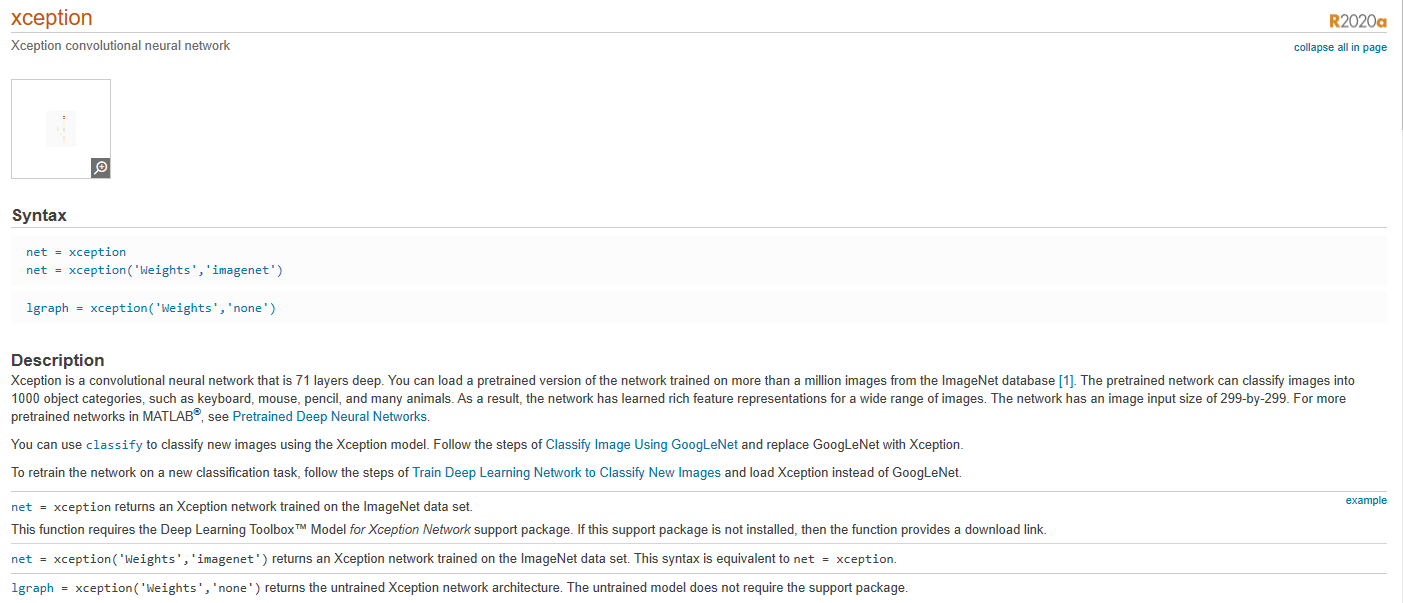 xception
R2020a
Xception convolutional neural network
collapse all in page
Syntax
net = xception
net = xception('Weights','imagenet')
lgraph = xception('Weights','none')
Description
Xception is a convolutional neural network that is 71 layers deep. You can load a pretrained version of the network trained on more than a million images from the ImageNet database [1]. The pretrained network can classify images into
1000 object categories, such as keyboard, mouse, pencil, and many animals. As a result, the network has learned rich feature representations for a wide range of images. The network has an image input size of 299-by-299. For more
pretrained networks in MATLAB®, see Pretrained Deep Neural Networks.
You can use classify to classify new images using the Xception model. Follow the steps of Classify Image Using GoogLeNet and replace GoogLeNet with Xception.
To retrain the network on a new classification task, follow the steps of Train Deep Learning Network to Classify New Images and load Xception instead of GoogLeNet.
net = xception returns an Xception network trained on the ImageNet data set.
example
This function requires the Deep Learning Toolbox™ Model for Xception Network support package. If this support package is not installed, then the function provides a download link.
net = xception('Weights','imagenet') returns an Xception network trained on the ImageNet data set. This syntax is equivalent to net = xception.
lgraph = xception('Weights','none') returns the untrained Xception network architecture. The untrained model does not require the support package.